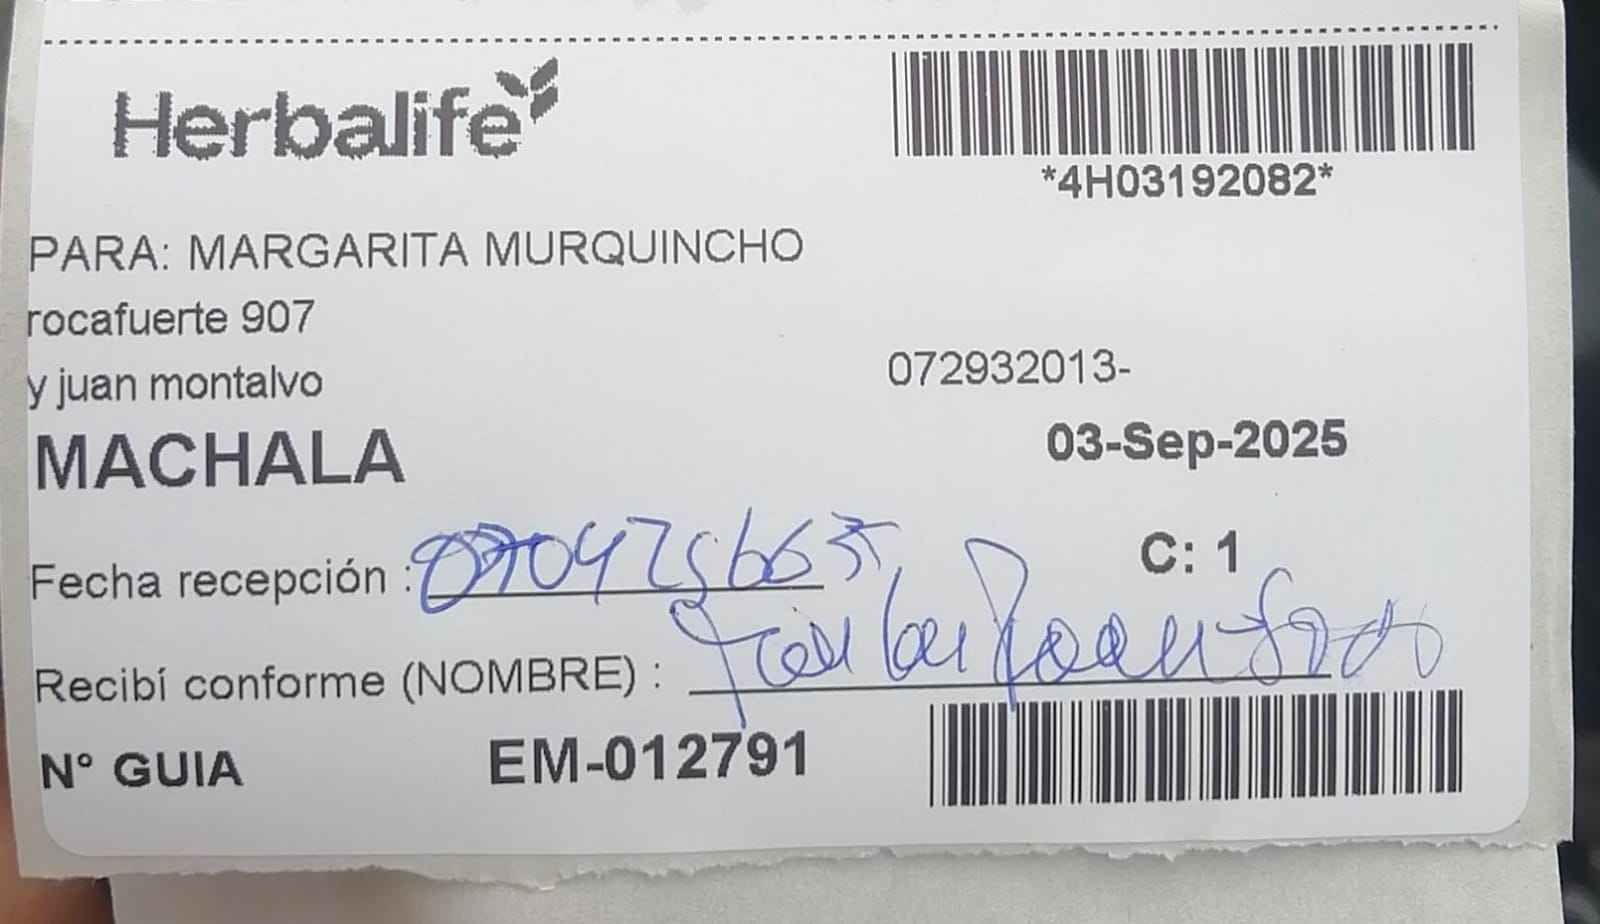 Herbalife
*4H03192082*
PARA: MARGARITA MURQUINCHO
rocafuerte 907
y juan montalvo
072932013-
MACHALA
03-Sep-2025
Fecha recepción : 0704756635
C: 1
Recibí conforme (NOMBRE) :
N° GUIA EM-012791